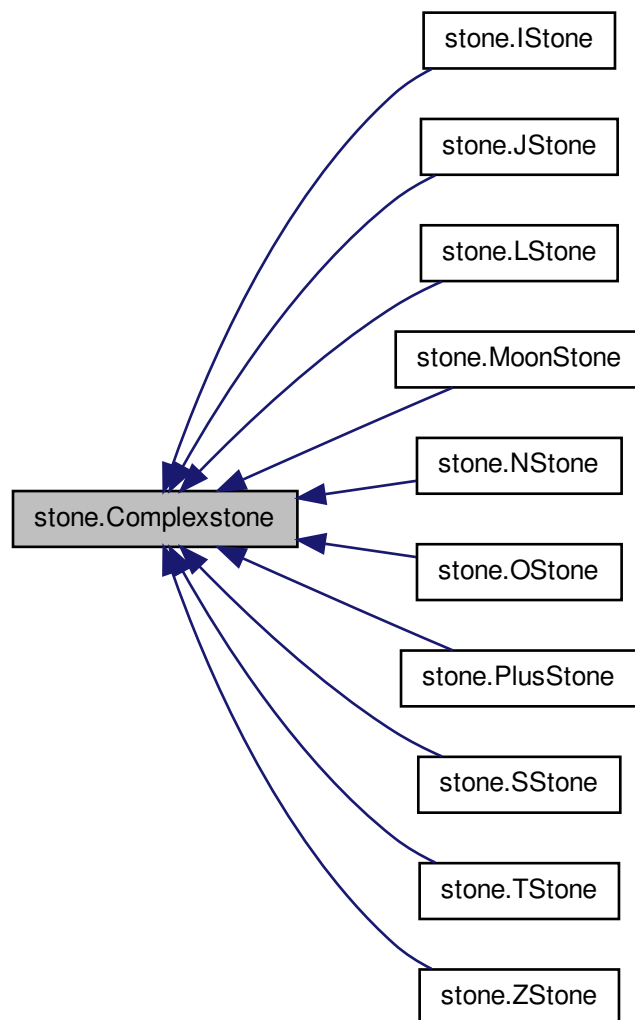 stone.IStone
stone.JStone
stone.LStone
stone.MoonStone
stone.NStone
stone.Complexstone
stone.OStone
stone.PlusStone
stone.SStone
stone.TStone
stone.ZStone